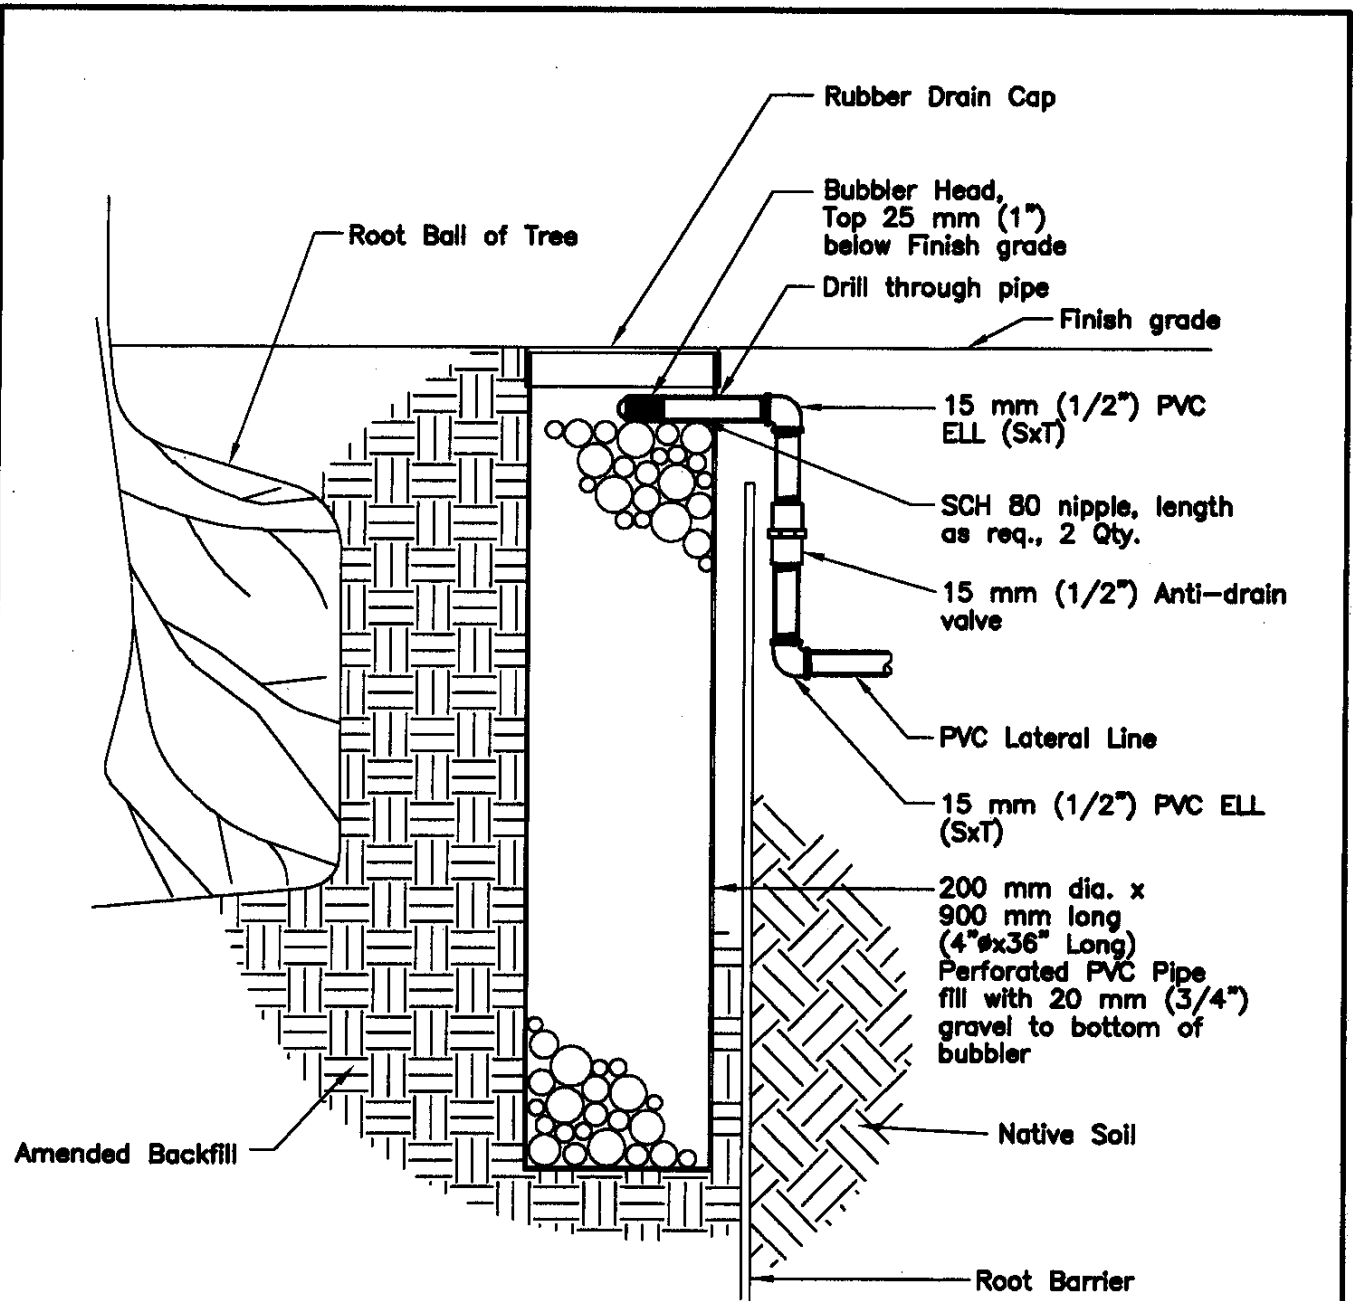 Rubber Drain Cap
Bubbler Head,
Top 25 mm (1")
below Finish grade
Root Ball of Tree
Drill through pipe
Finish grade
15 mm (1/2") PVC
ELL (SxT)
SCH 80 nipple, length
as req., 2 Qty.
15 mm (1/2") Anti-drain
valve
PVC Lateral Line
15 mm (1/2") PVC ELL
(SxT)
200 mm dia. x
900 mm long
(4"øx36" Long)
Perforated PVC Pipe
fill with 20 mm (3/4")
gravel to bottom of
bubbler
Native Soil
Amended Backfill
Root Barrier